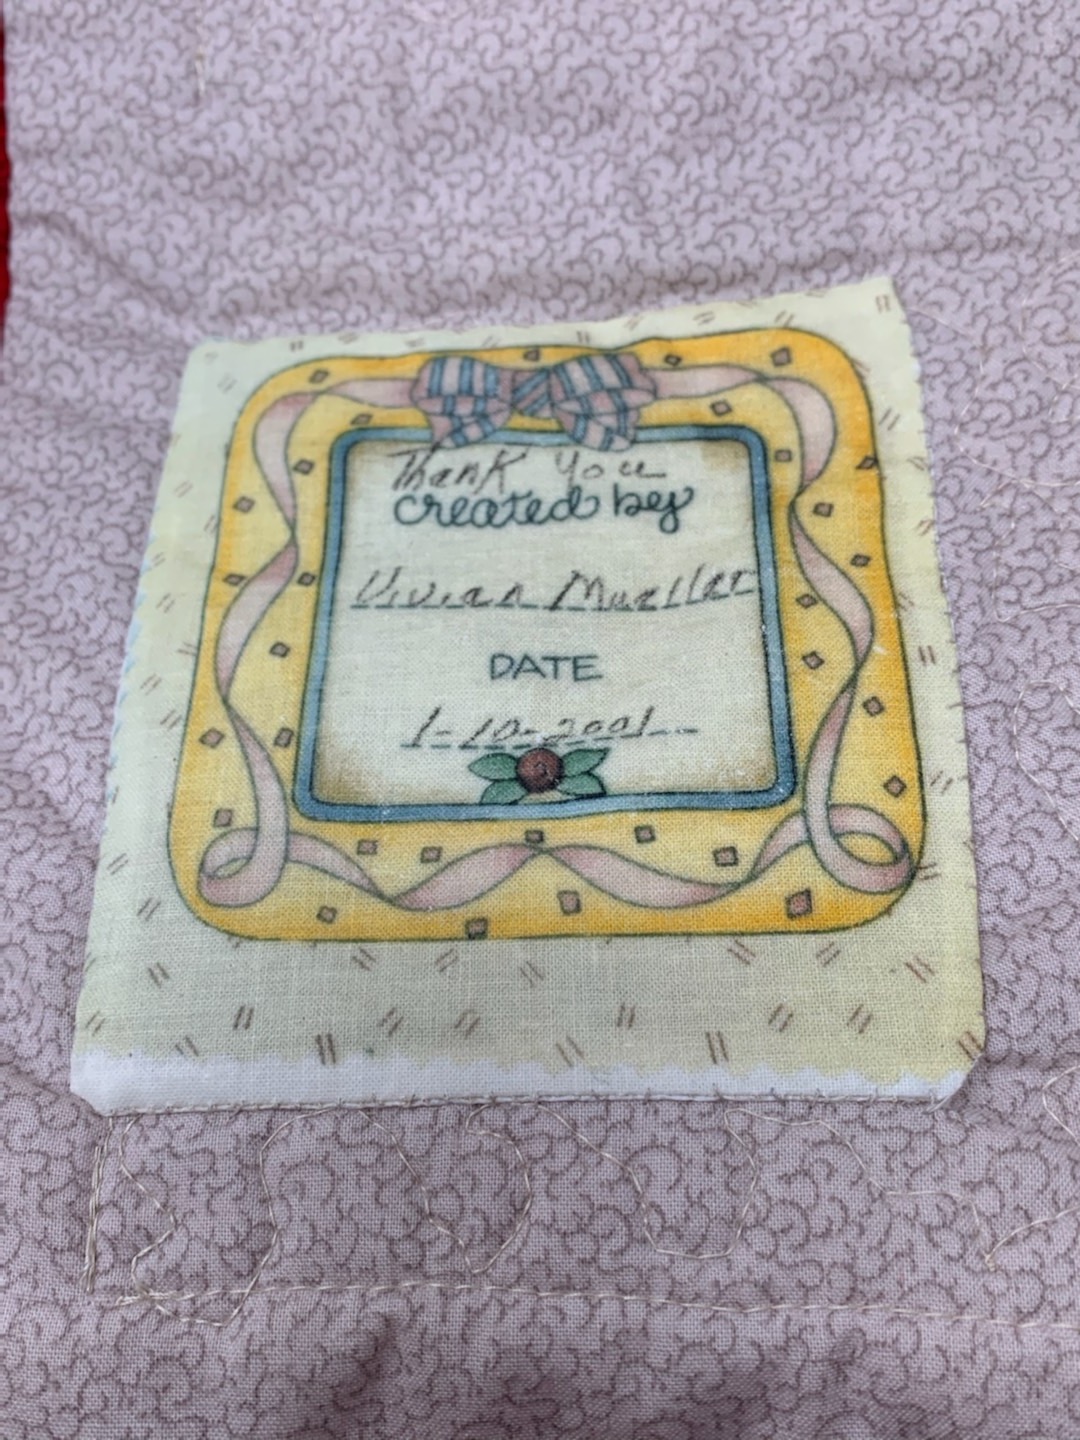 Thank You
created by
Vivian Mueller
DATE
1-10-2001